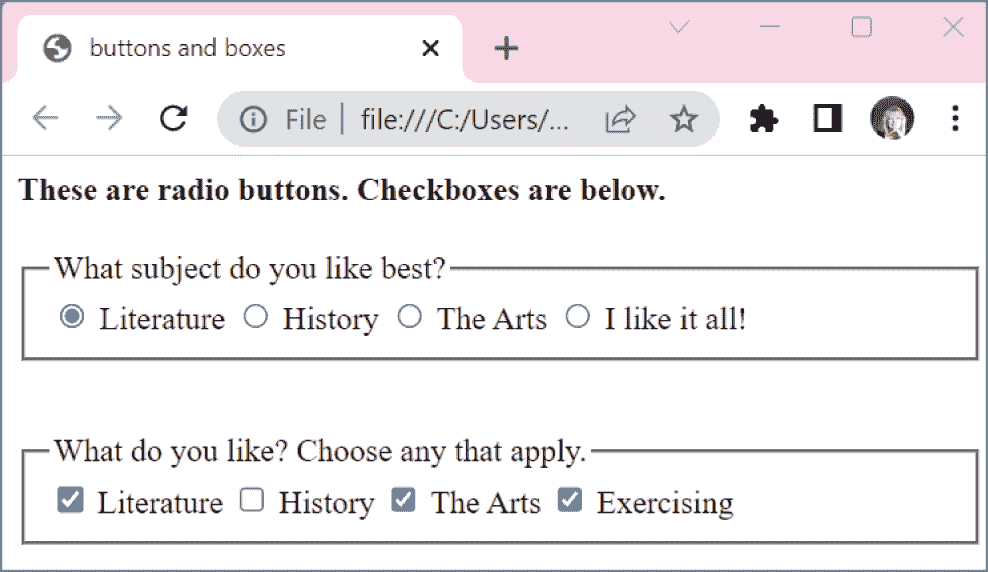 buttons and boxes
File | file:///C:/Users/...
These are radio buttons. Checkboxes are below.
What subject do you like best?
Literature History The Arts I like it all!
What do you like? Choose any that apply.
Literature History The Arts Exercising